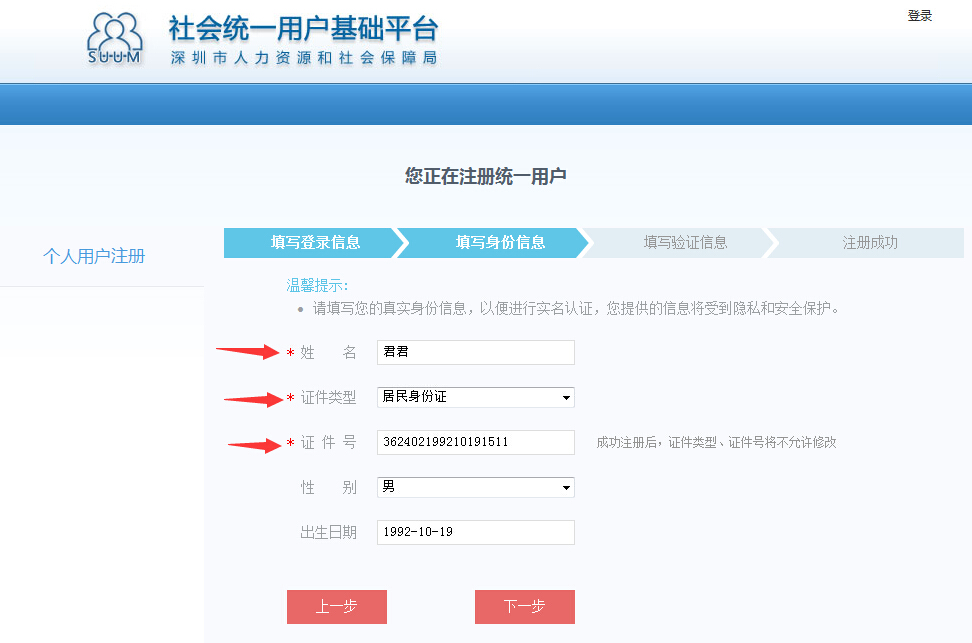 登录
社会统一用户基础平台
SUUM
深圳市人力资源和社会保障局
您正在注册统一用户
个人用户注册
填写登录信息 填写身份信息 填写验证信息 注册成功
温馨提示：
• 请填写您的真实身份信息，以便进行实名认证，您提供的信息将受到隐私和安全保护。
* 姓 名 君君
* 证件类型 居民身份证
* 证 件 号 362402199210191511 成功注册后，证件类型、证件号将不允许修改
性 别 男
出生日期 1992-10-19
上一步 下一步